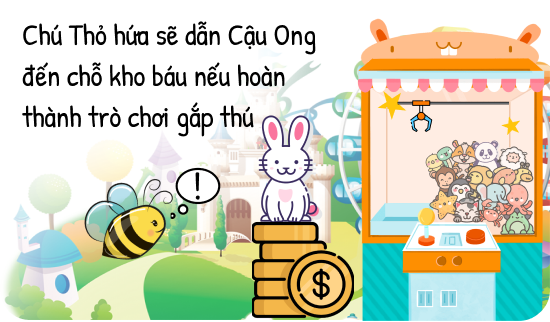 Chú Thỏ hứa sẽ dẫn Cậu Ong
đến chỗ kho báu nếu hoàn
thành trò chơi gắp thú
!
$